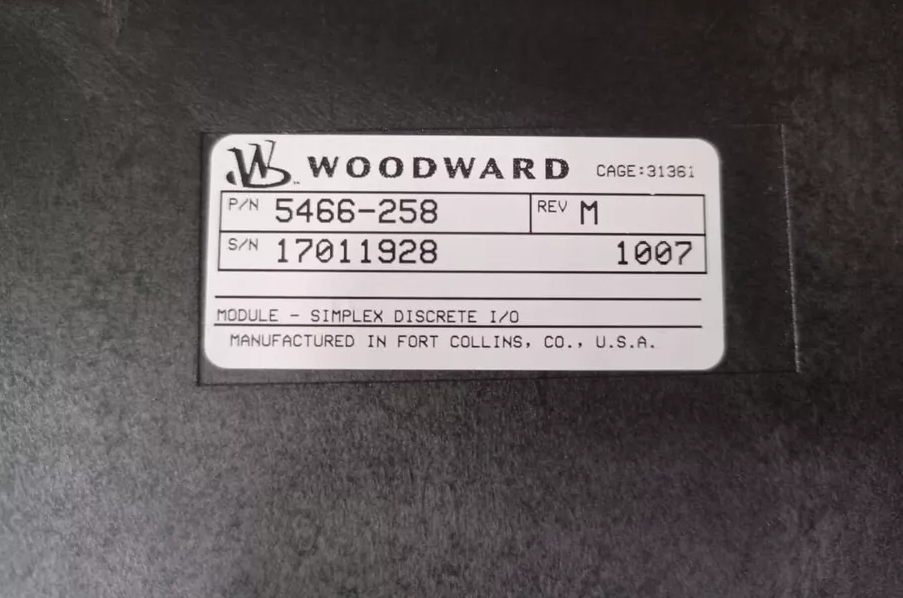 WOODWARD CAGE:31361
P/N 5466-258 REV M
S/N 17011928 1007
MODULE - SIMPLEX DISCRETE I/O
MANUFACTURED IN FORT COLLINS, CO., U.S.A.